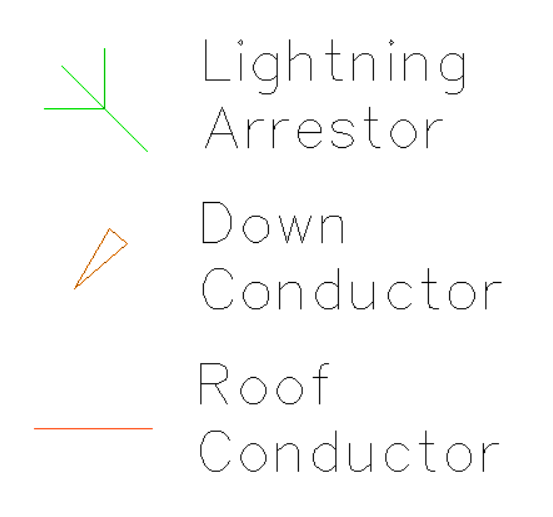 Lightning
Arrestor
Down
Conductor
Roof
Conductor